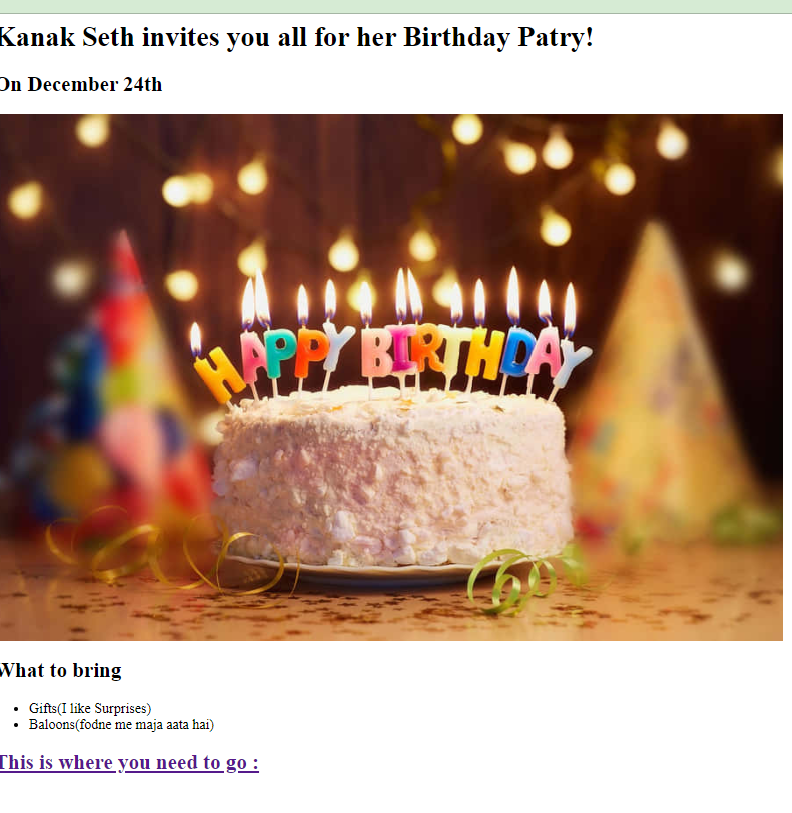 Kanak Seth invites you all for her Birthday Patry!
On December 24th
HAPPY BIRTHDAY
What to bring
Gifts(I like Surprises)
Baloons(fodne me maja aata hai)
This is where you need to go :